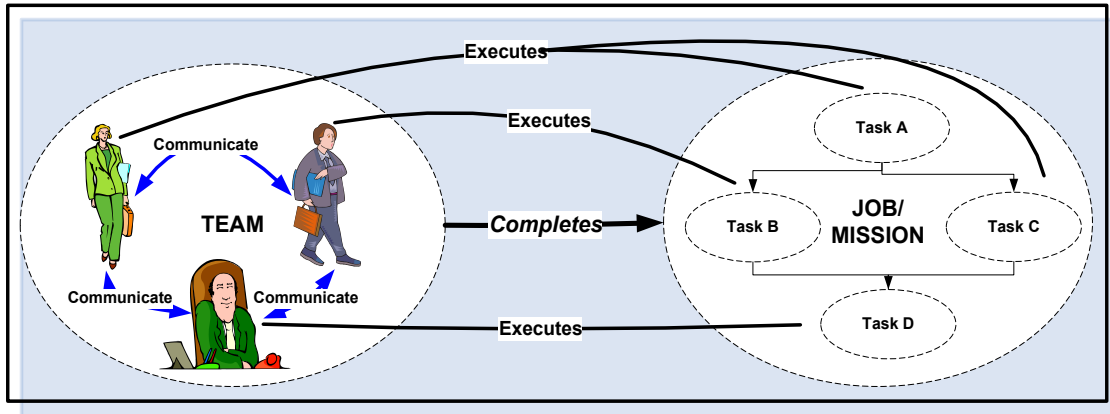 Executes
Executes
Task A
Communicate
TEAM
Completes
Task B
JOB/
MISSION
Task C
Communicate
Communicate
Executes
Task D